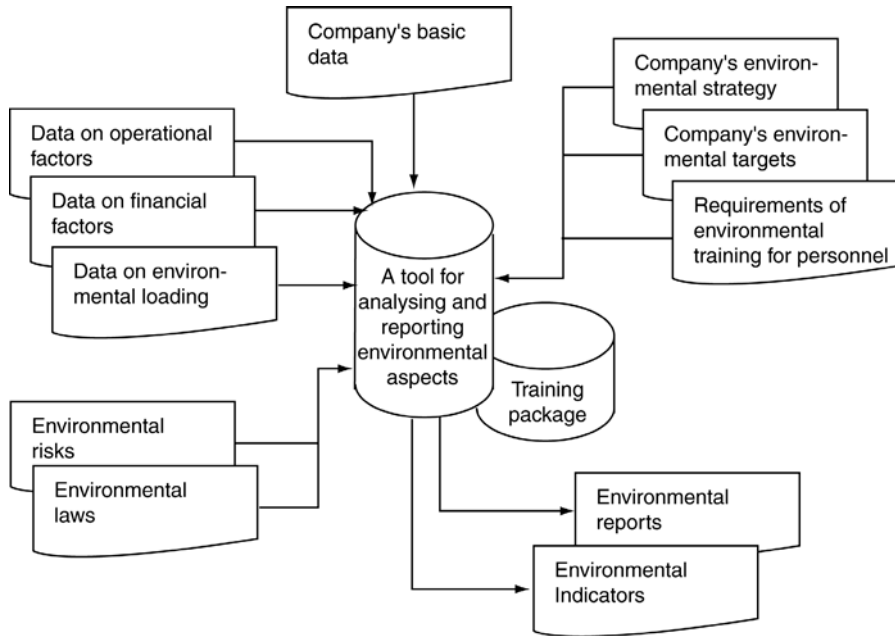 Company's basic
data
Company's environ-
mental strategy
Company's environ-
mental targets
Requirements of
environmental
training for personnel
Data on operational
factors
Data on financial
factors
Data on environ-
mental loading
A tool for
analysing and
reporting
environmental
aspects
Training
package
Environmental
risks
Environmental
laws
Environmental
reports
Environmental
Indicators